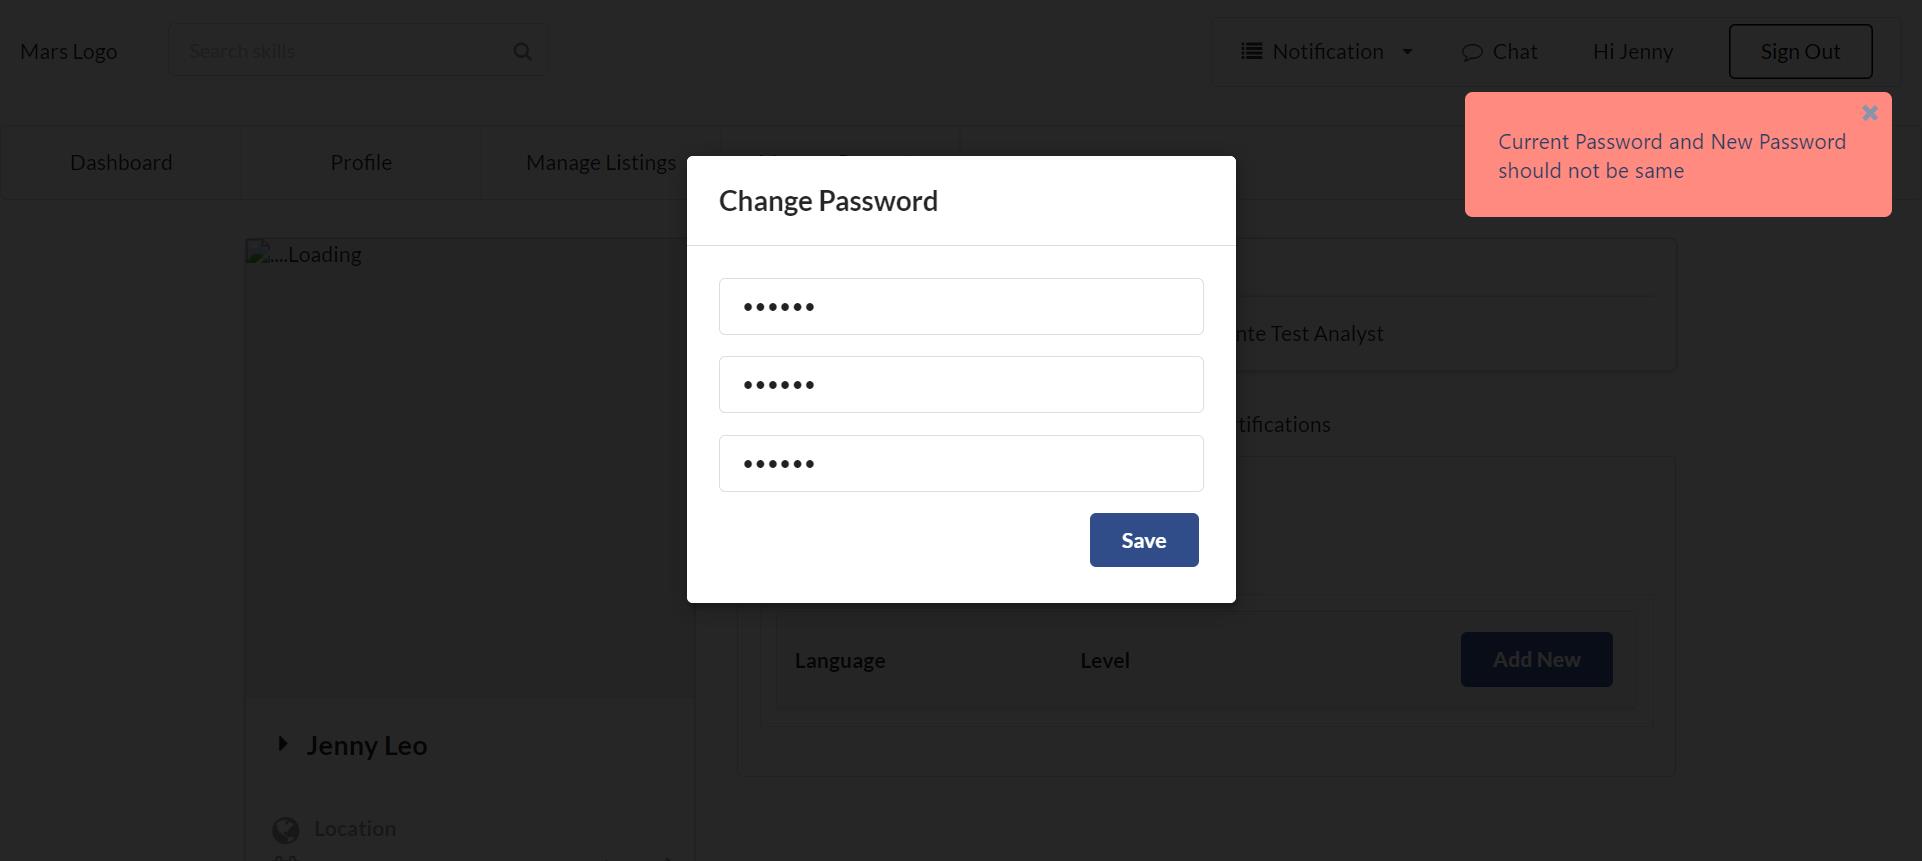 Mars Logo
Search skills
Notification
Chat
Hi Jenny
Sign Out
Current Password and New Password
should not be same
Dashboard
Profile
Manage Listings
Change Password
••••••
••••••
••••••
Save
....Loading
nte Test Analyst
tifications
Language
Level
Add New
Jenny Leo
Location